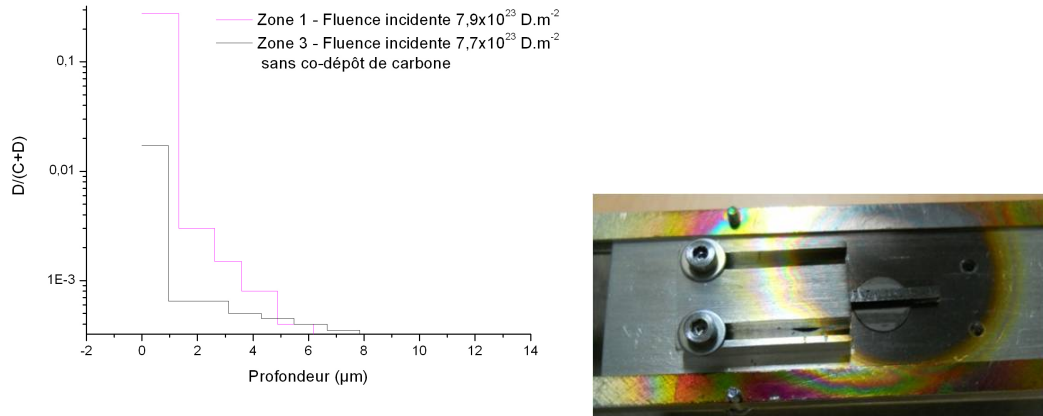 Zone 1 - Fluence incidente 7,9x10²³ D.m⁻²
Zone 3 - Fluence incidente 7,7x10²³ D.m⁻²
sans co-dépôt de carbone
0,1
0,01
1E-3
D/(C+D)
-2 0 2 4 6 8 10 12 14
Profondeur (µm)